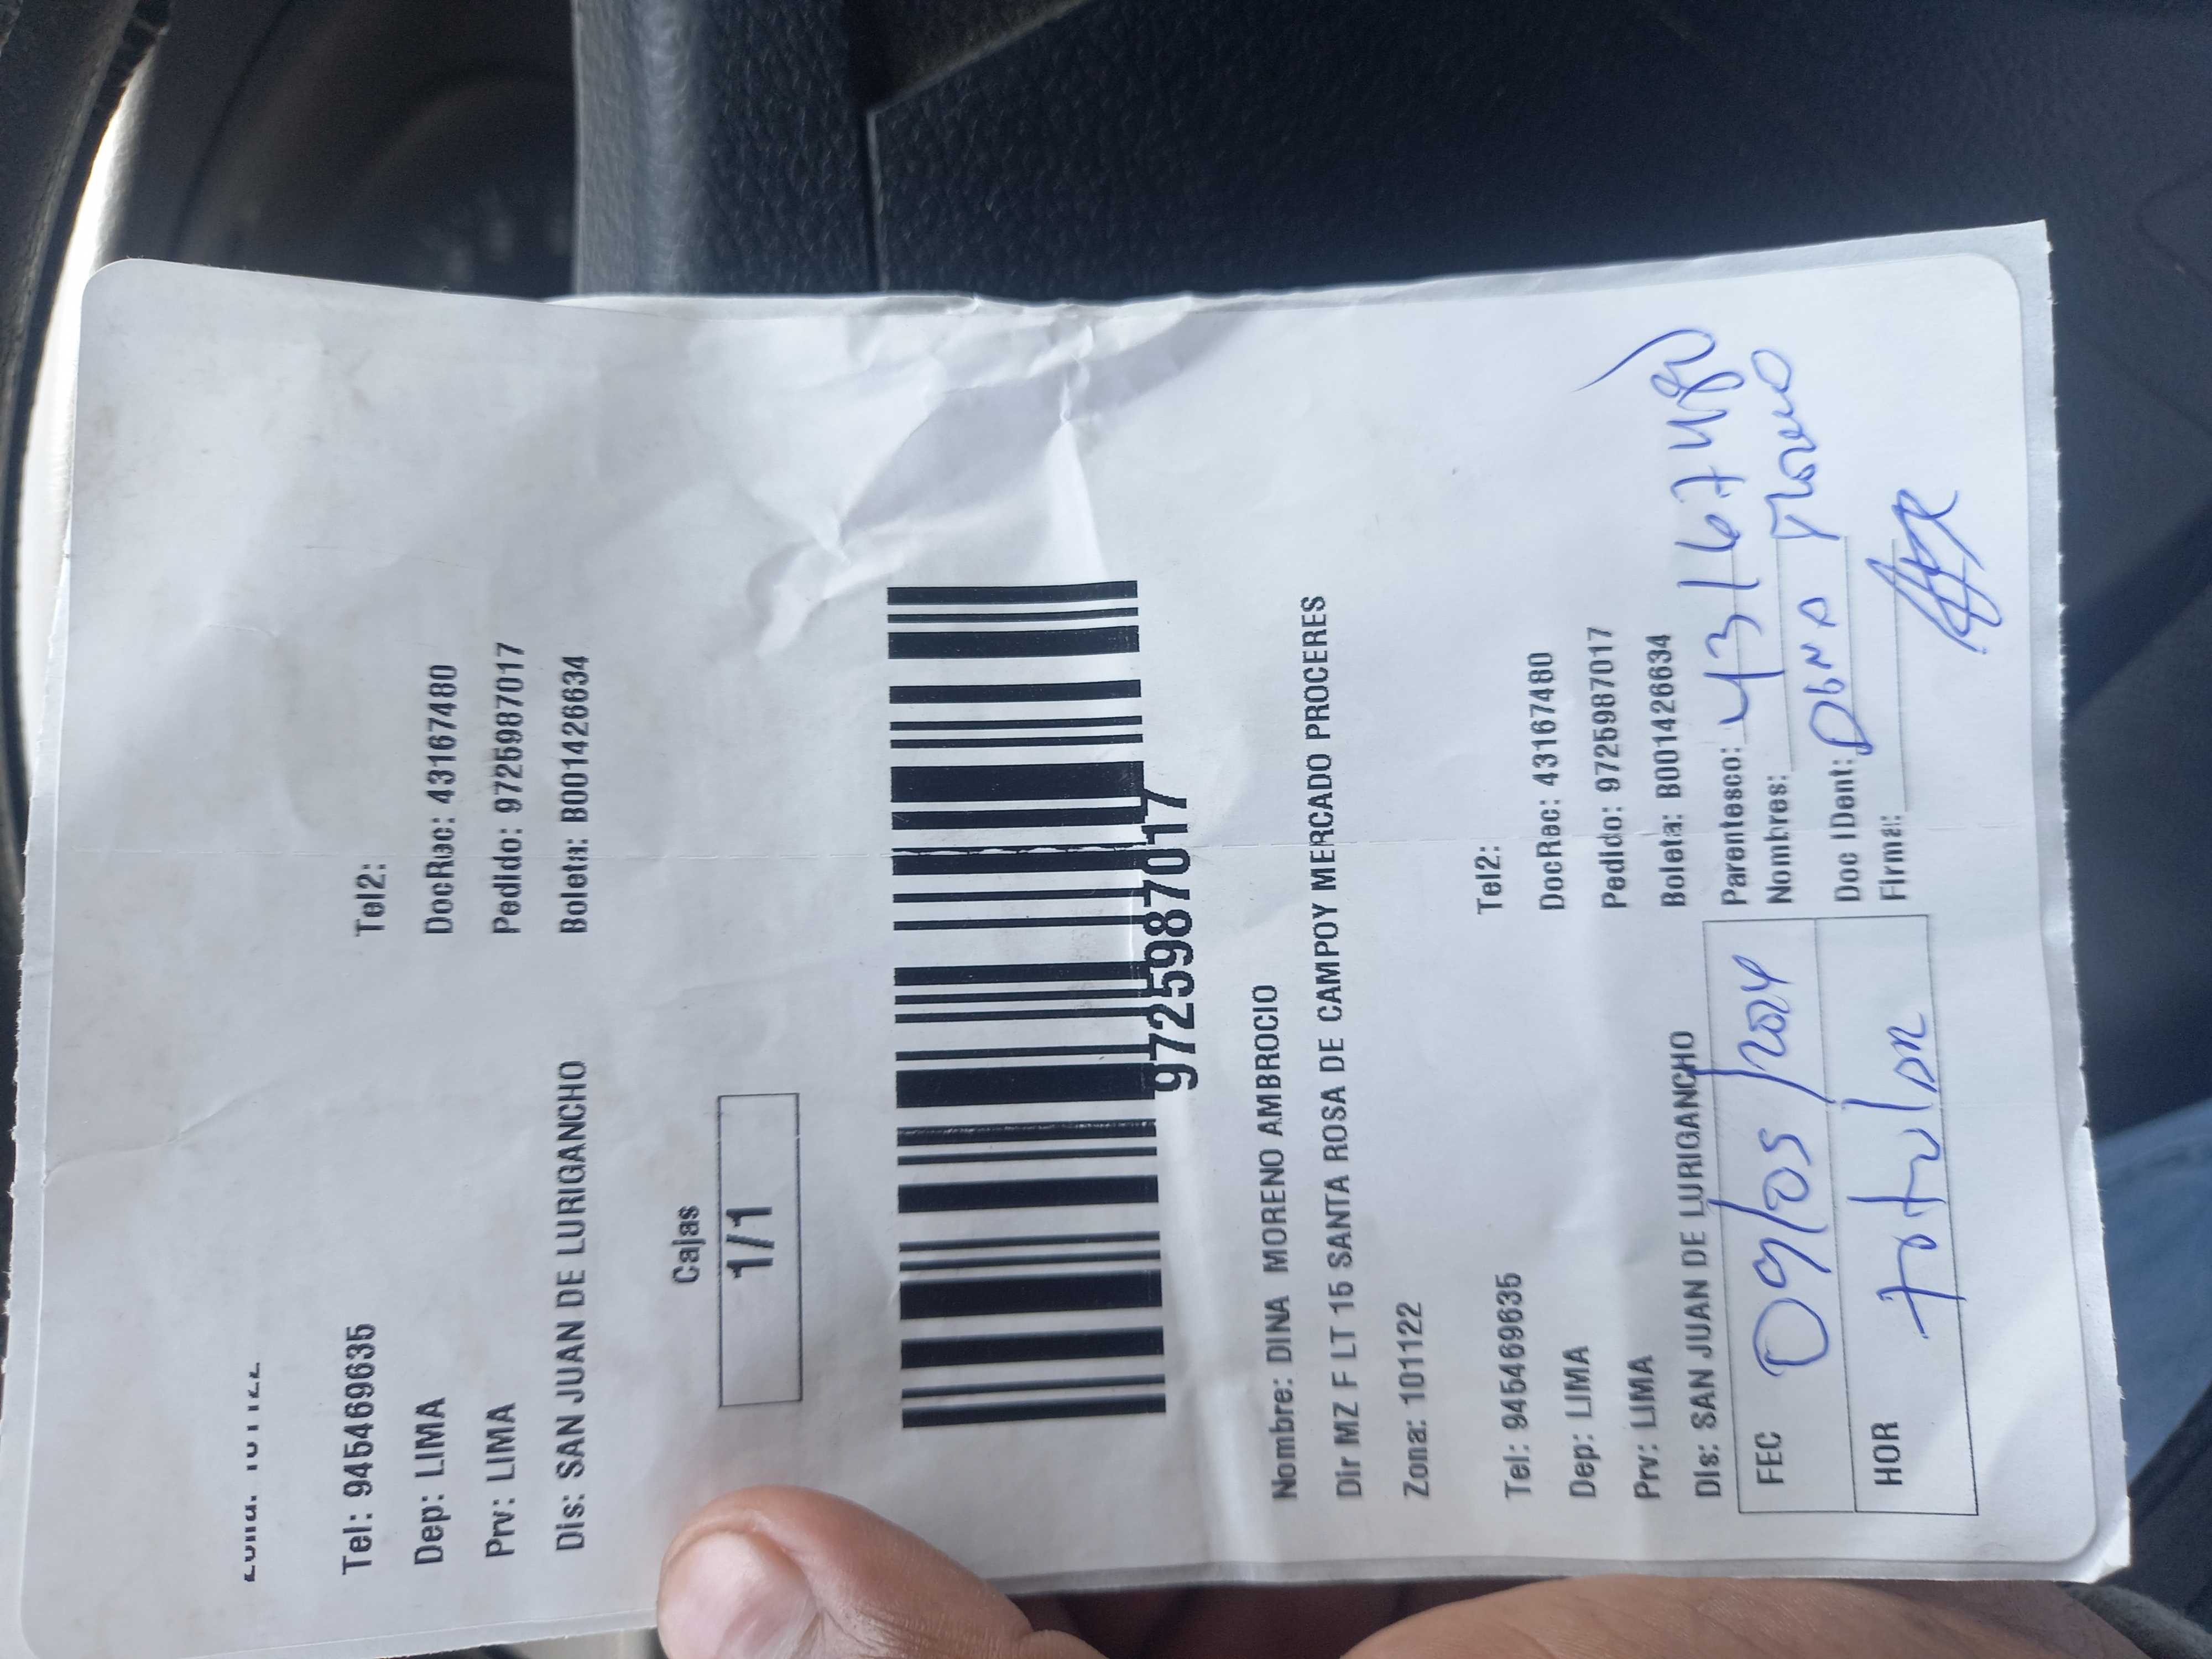 Tel: 945469635
Tel2:
Dep: LIMA
DocRec: 43167480
Prv: LIMA
Pedido: 9725987017
Dis: SAN JUAN DE LURIGANCHO
Boleta: B001426634
Cajas
1/1
9725987017
Nombre: DINA MORENO AMBROCIO
Dir MZ F LT 15 SANTA ROSA DE CAMPOY MERCADO PROCERES
Zona: 101122
Tel: 945469635
Tel2:
Dep: LIMA
DocRec: 43167480
Prv: LIMA
Pedido: 9725987017
Dis: SAN JUAN DE LURIGANCHO
Boleta: B001426634
FEC 09/05/2024
Parentesco: 43167480
Nombres:
HOR titular
Doc IDent: Dina Moreno
Firma: